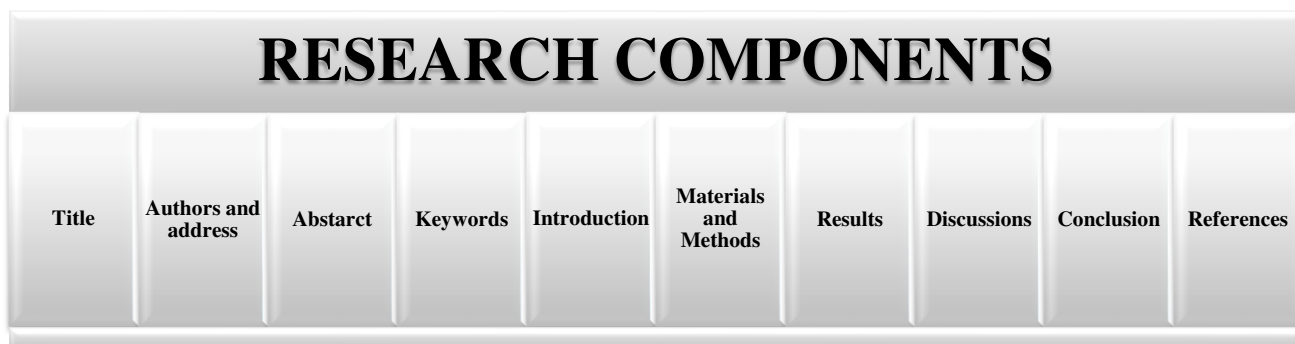 RESEARCH COMPONENTS
Title
Authors and
address
Abstarct
Keywords
Introduction
Materials
and
Methods
Results
Discussions
Conclusion
References